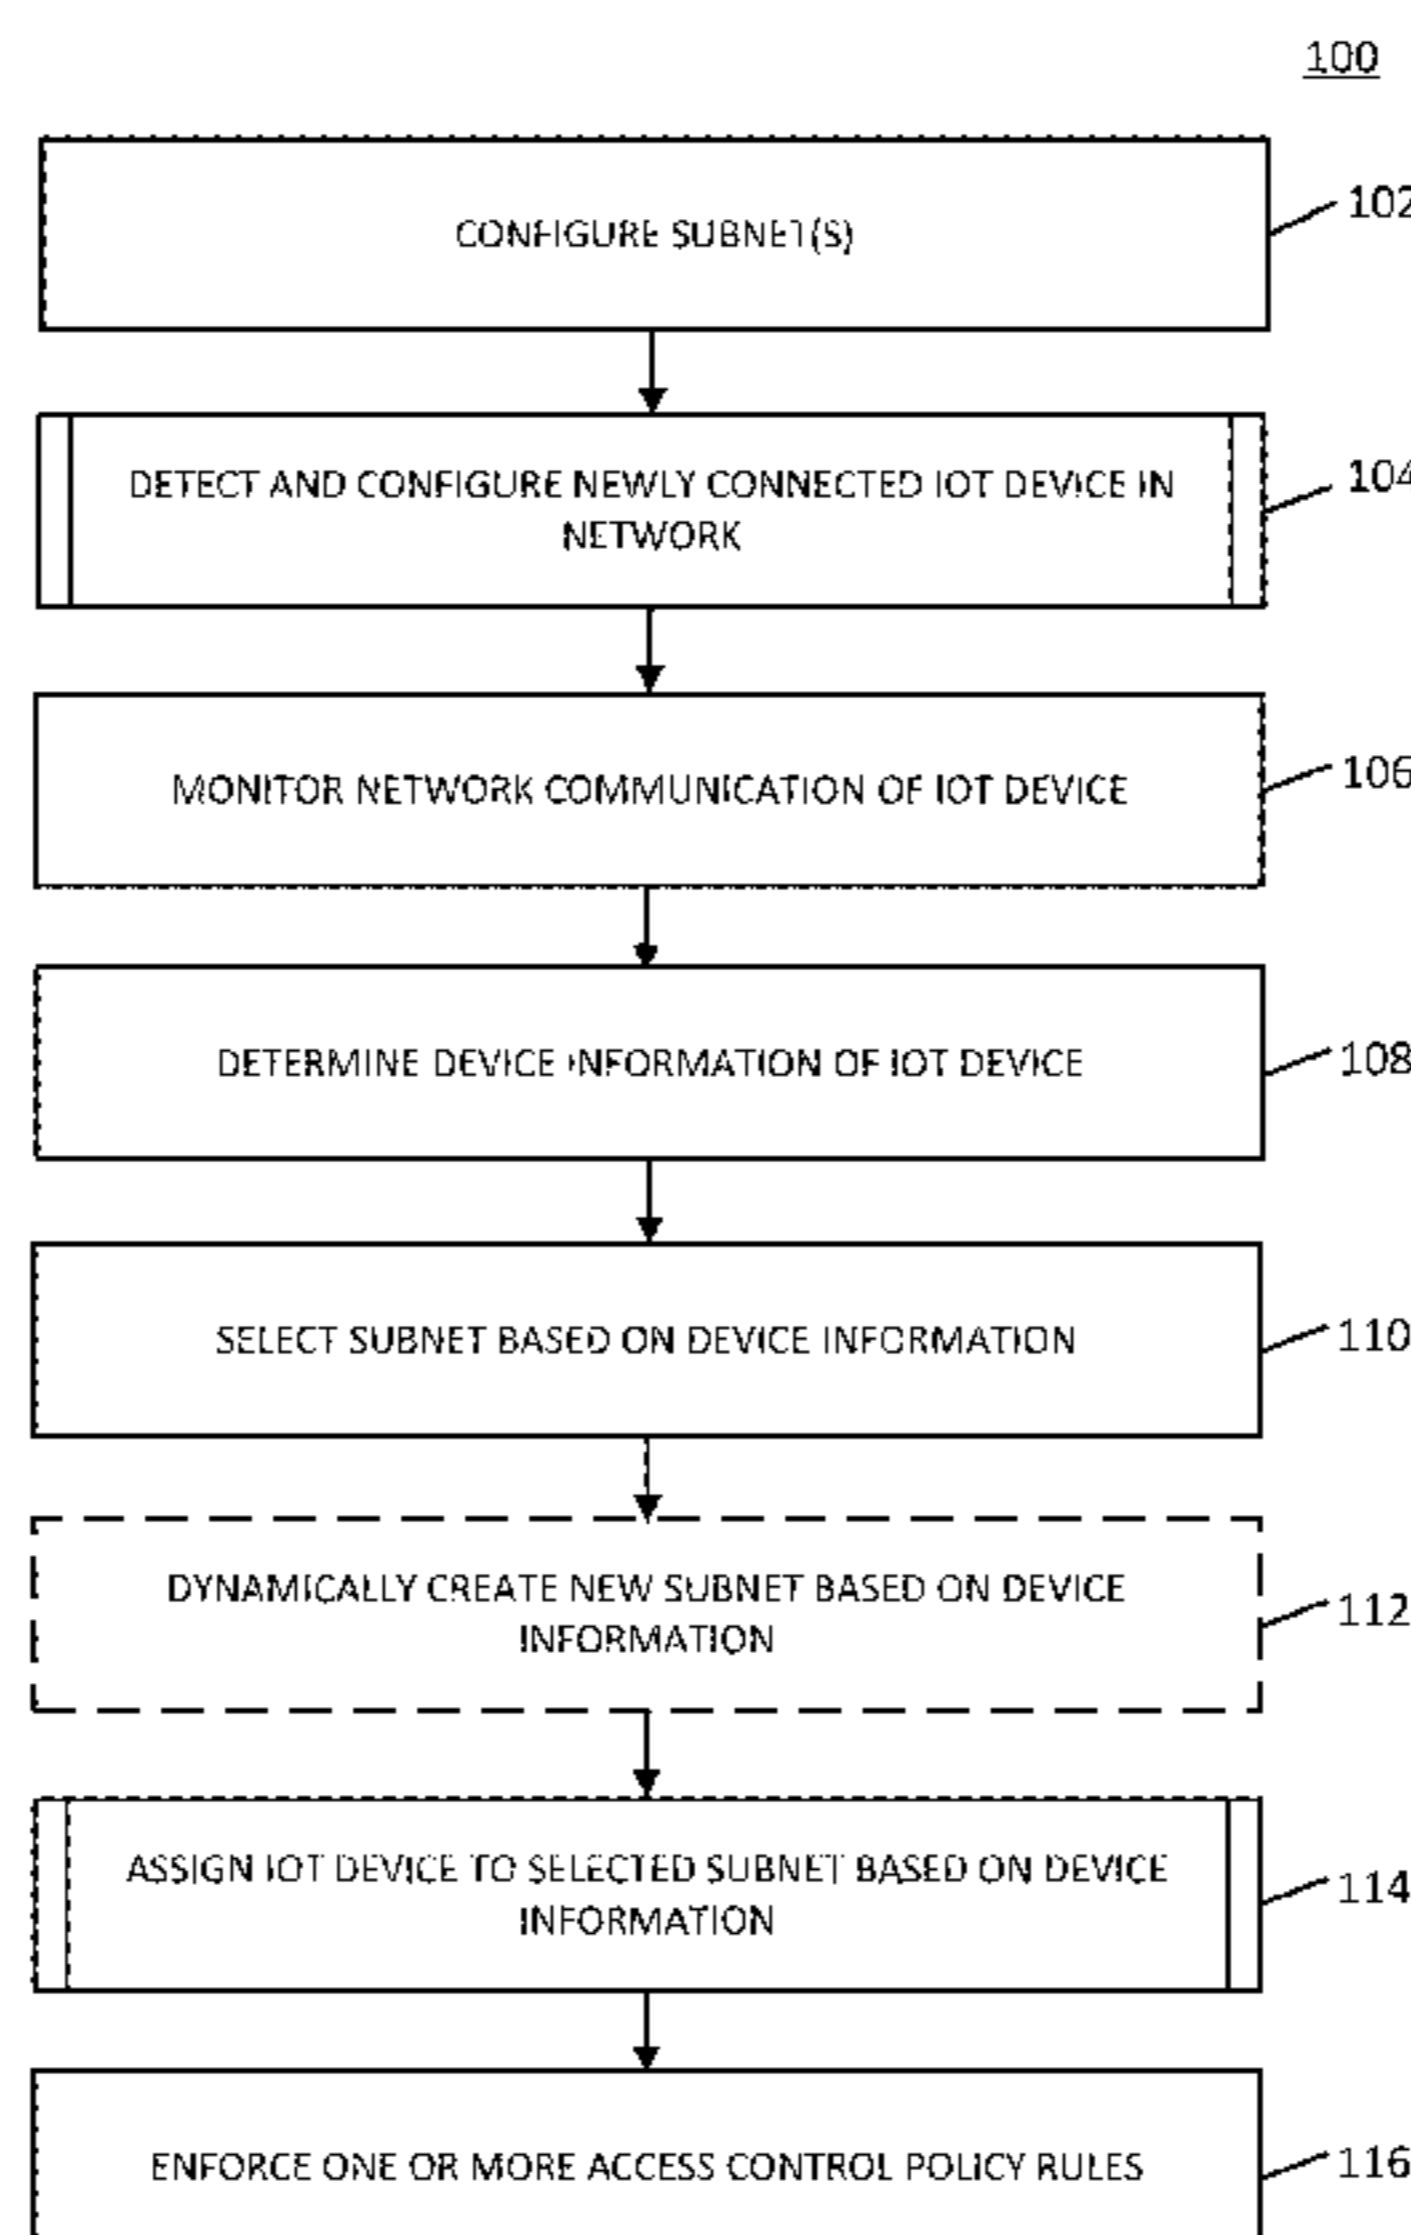 100
CONFIGURE SUBNET(S)
102
DETECT AND CONFIGURE NEWLY CONNECTED IOT DEVICE IN
NETWORK
104
MONITOR NETWORK COMMUNICATION OF IOT DEVICE
106
DETERMINE DEVICE INFORMATION OF IOT DEVICE
108
SELECT SUBNET BASED ON DEVICE INFORMATION
110
DYNAMICALLY CREATE NEW SUBNET BASED ON DEVICE
INFORMATION
112
ASSIGN IOT DEVICE TO SELECTED SUBNET BASED ON DEVICE
INFORMATION
114
ENFORCE ONE OR MORE ACCESS CONTROL POLICY RULES
116